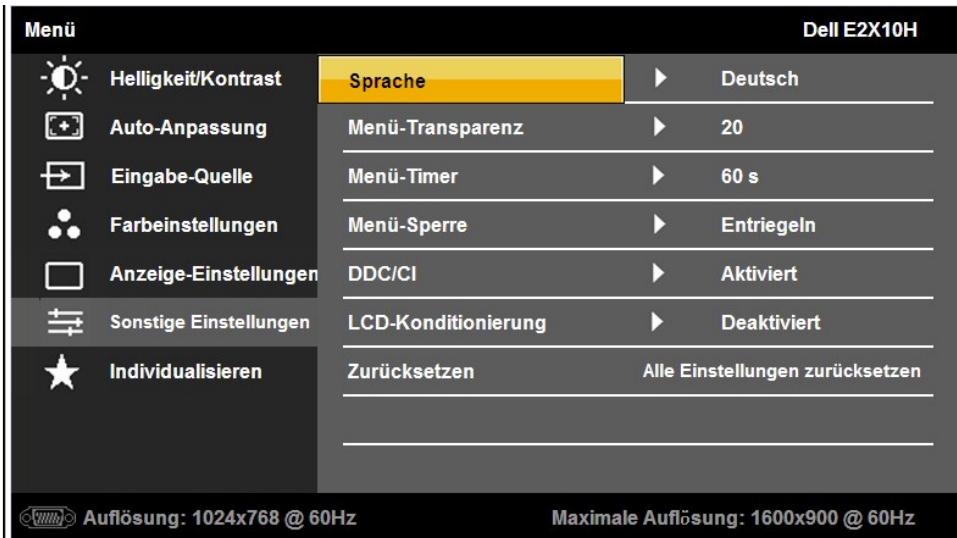 Menü Dell E2X10H
Helligkeit/Kontrast Sprache Deutsch
Auto-Anpassung Menü-Transparenz 20
Eingabe-Quelle Menü-Timer 60 s
Farbeinstellungen Menü-Sperre Entriegeln
Anzeige-Einstellungen DDC/CI Aktiviert
Sonstige Einstellungen LCD-Konditionierung Deaktiviert
Individualisieren Zurücksetzen Alle Einstellungen zurücksetzen
Auflösung: 1024x768 @ 60Hz Maximale Auflösung: 1600x900 @ 60Hz